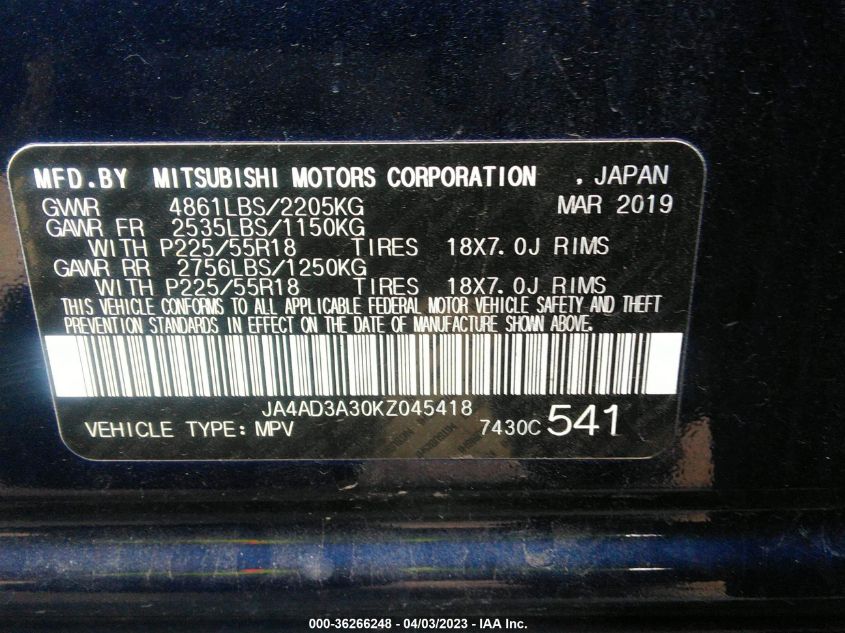 MFD.BY MITSUBISHI MOTORS CORPORATION , JAPAN
GVWR 4861LBS/2205KG MAR 2019
GAWR FR 2535LBS/1150KG
WITH P225/55R18 TIRES 18X7.0J RIMS
GAWR RR 2756LBS/1250KG
WITH P225/55R18 TIRES 18X7.0J RIMS
THIS VEHICLE CONFORMS TO ALL APPLICABLE FEDERAL MOTOR VEHICLE SAFETY AND THEFT
PREVENTION STANDARDS IN EFFECT ON THE DATE OF MANUFACTURE SHOWN ABOVE.
JA4AD3A30KZ045418
VEHICLE TYPE: MPV 7430C 541
000-36266248 - 04/03/2023 - IAA Inc.